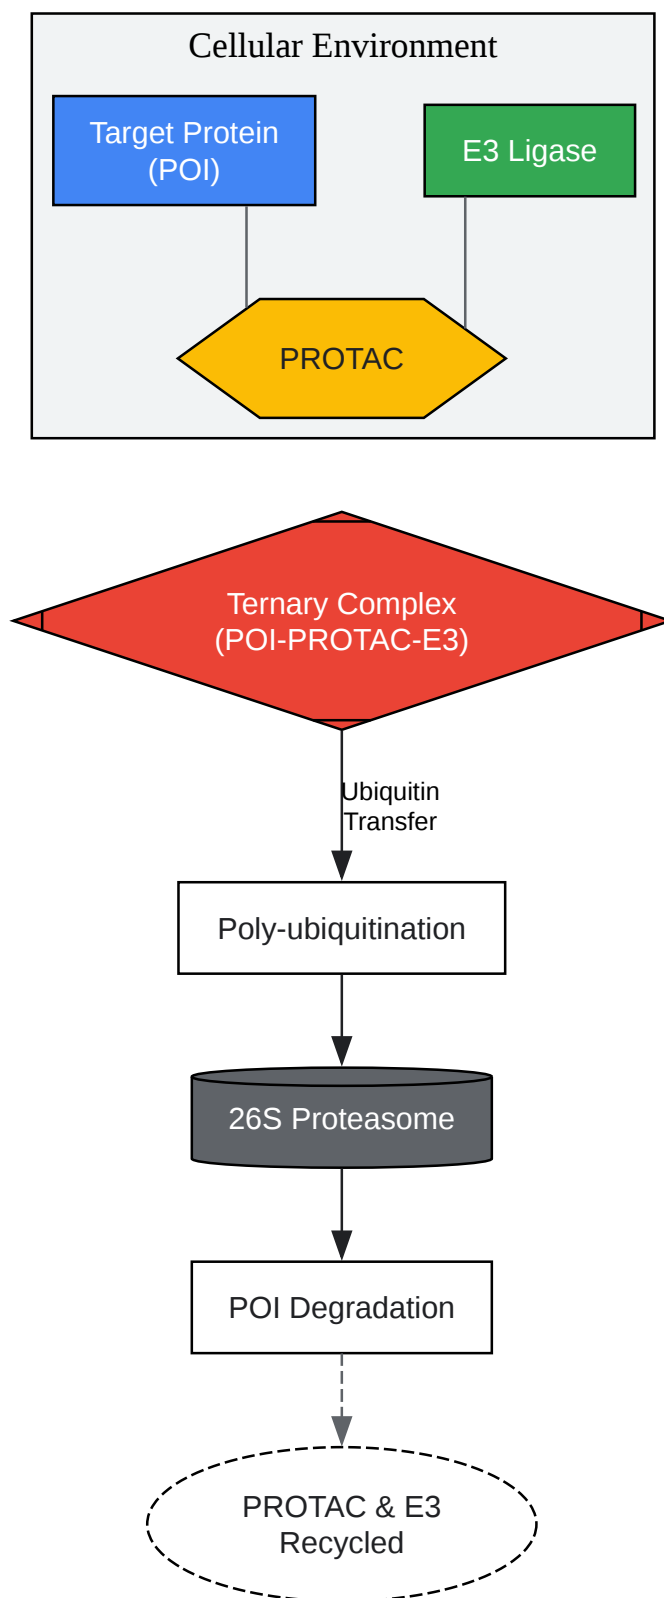 Cellular Environment
Target Protein
(POI)
E3 Ligase
PROTAC
Ternary Complex
(POI-PROTAC-E3)
Ubiquitin
Transfer
Poly-ubiquitination
26S Proteasome
POI Degradation
PROTAC & E3
Recycled